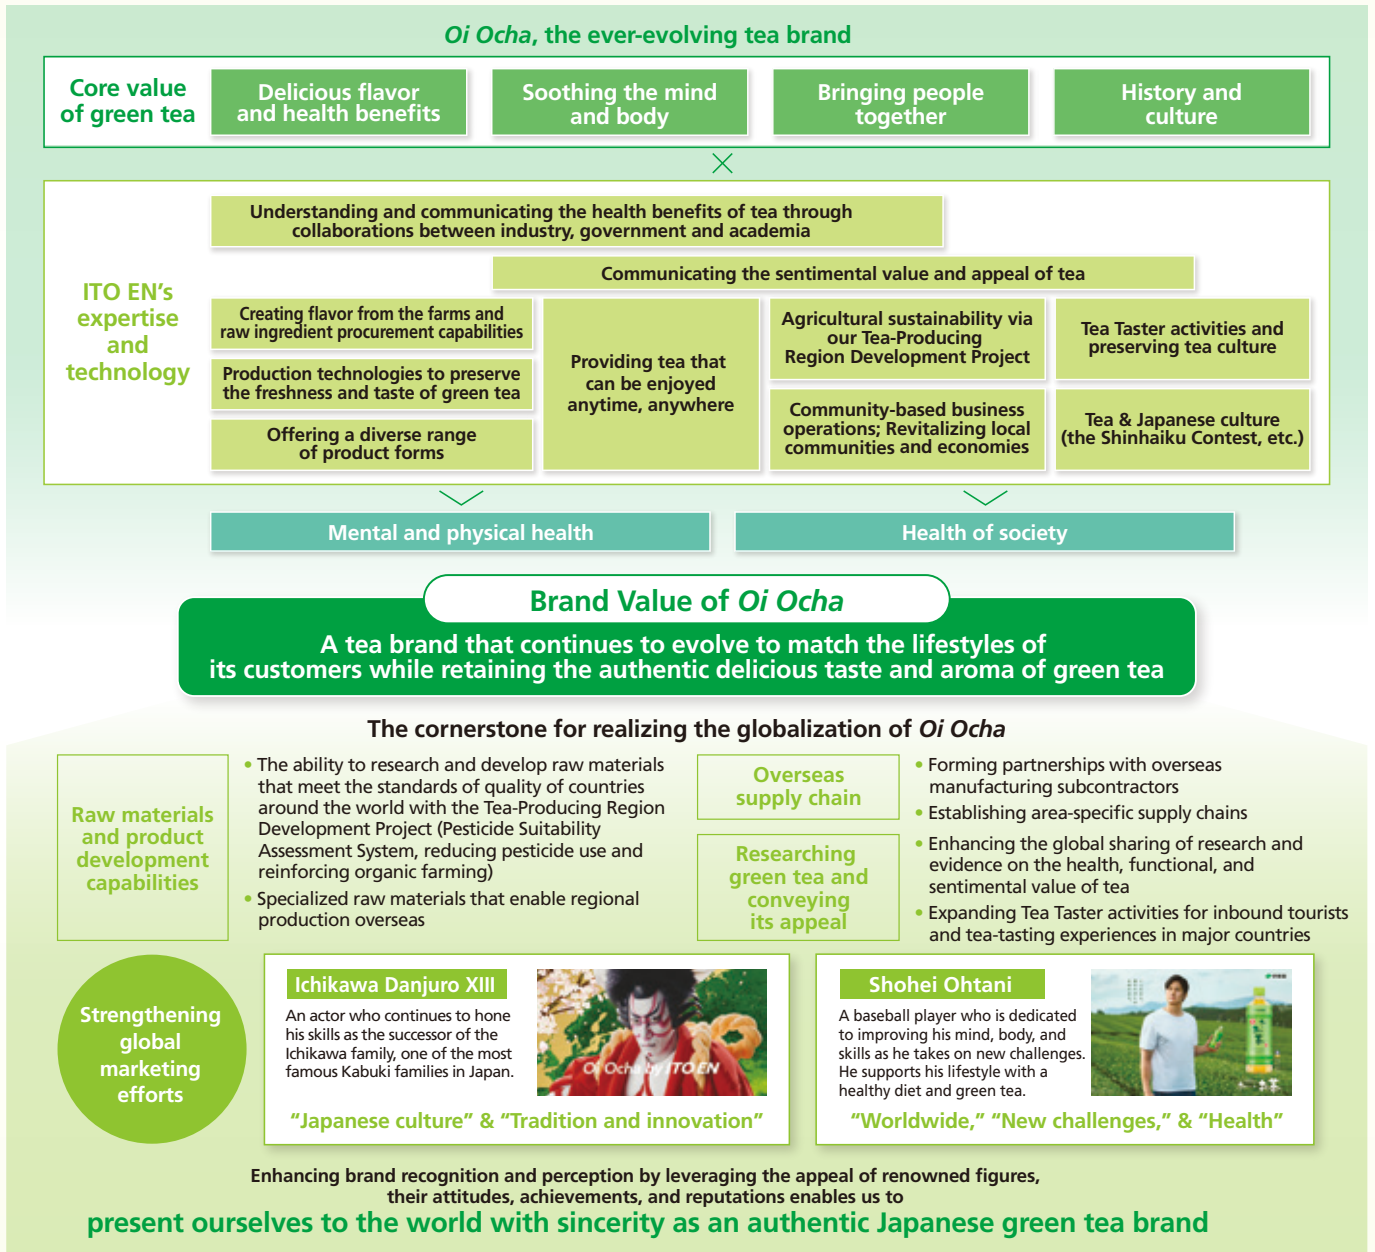 Oi Ocha, the ever-evolving tea brand
Core value
of green tea
Delicious flavor
and health benefits
Soothing the mind
and body
Bringing people
together
History and
culture
Understanding and communicating the health benefits of tea through
collaborations between industry, government and academia
Communicating the sentimental value and appeal of tea
ITO EN's
expertise
and
technology
Creating flavor from the farms and
raw ingredient procurement capabilities
Production technologies to preserve
the freshness and taste of green tea
Offering a diverse range
of product forms
Providing tea that
can be enjoyed
anytime, anywhere
Agricultural sustainability via
our Tea-Producing
Region Development Project
Community-based business
operations; Revitalizing local
communities and economies
Tea Taster activities and
preserving tea culture
Tea & Japanese culture
(the Shinhaiku Contest, etc.)
Mental and physical health
Health of society
Brand Value of Oi Ocha
A tea brand that continues to evolve to match the lifestyles of
its customers while retaining the authentic delicious taste and aroma of green tea
The cornerstone for realizing the globalization of Oi Ocha
Raw materials
and product
development
capabilities
• The ability to research and develop raw materials
that meet the standards of quality of countries
around the world with the Tea-Producing Region
Development Project (Pesticide Suitability
Assessment System, reducing pesticide use and
reinforcing organic farming)
• Specialized raw materials that enable regional
production overseas
Overseas
supply chain
• Forming partnerships with overseas
manufacturing subcontractors
• Establishing area-specific supply chains
Researching
green tea and
conveying
its appeal
• Enhancing the global sharing of research and
evidence on the health, functional, and
sentimental value of tea
• Expanding Tea Taster activities for inbound tourists
and tea-tasting experiences in major countries
Strengthening
global
marketing
efforts
Ichikawa Danjuro XIII
An actor who continues to hone
his skills as the successor of the
Ichikawa family, one of the most
famous Kabuki families in Japan.
Oi Ocha by ITO EN
"Japanese culture" & "Tradition and innovation"
Shohei Ohtani
A baseball player who is dedicated
to improving his mind, body, and
skills as he takes on new challenges.
He supports his lifestyle with a
healthy diet and green tea.
"Worldwide," "New challenges," & "Health"
Enhancing brand recognition and perception by leveraging the appeal of renowned figures,
their attitudes, achievements, and reputations enables us to
present ourselves to the world with sincerity as an authentic Japanese green tea brand